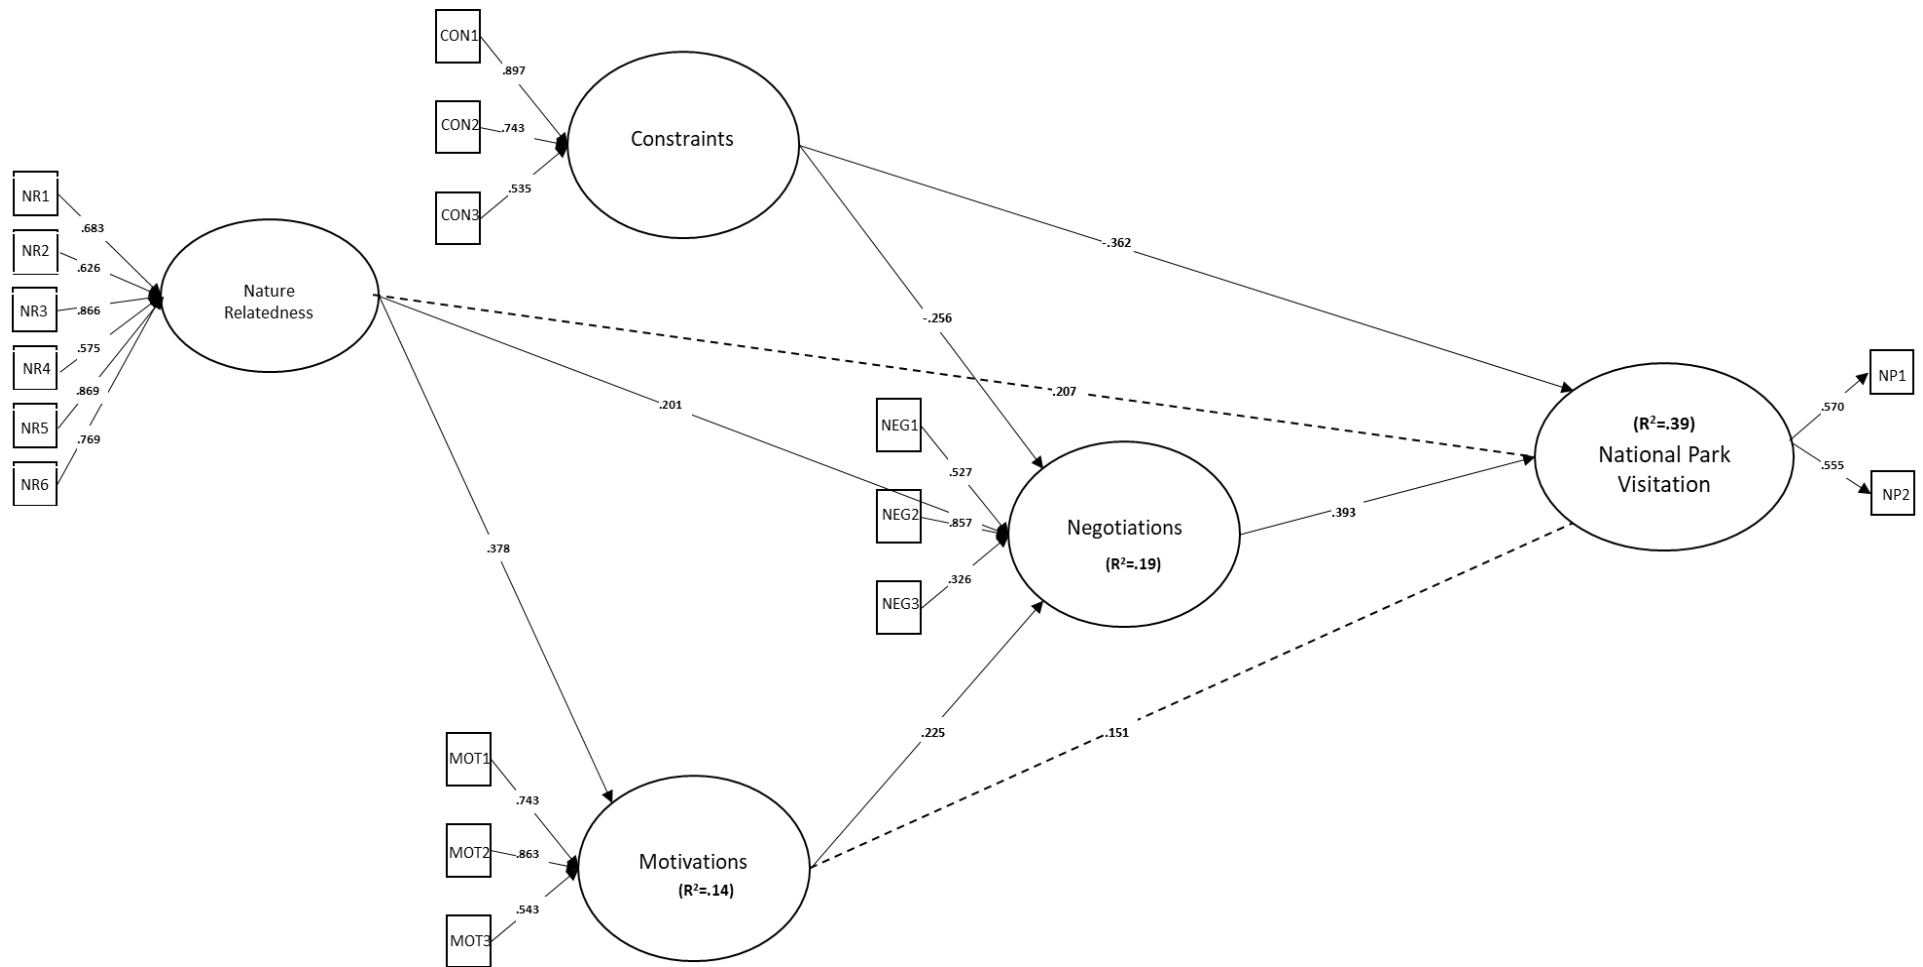 CON1
.897
CON2
.743
CON3
.535
Constraints
NR1
.683
NR2
.626
NR3
.866
NR4
.575
NR5
.869
NR6
.769
Nature
Relatedness
-.362
-.256
.207
.201
.378
NEG1
.527
NEG2
.857
NEG3
.326
Negotiations
(R²=.19)
.393
(R²=.39)
National Park
Visitation
NP1
.570
.555
NP2
.225
.151
MOT1
.743
MOT2
.863
MOT3
.543
Motivations
(R²=.14)